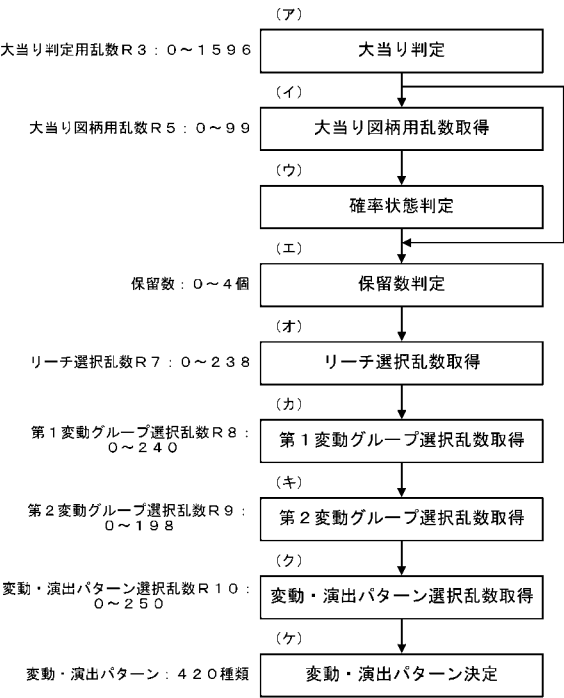 (ア)
大当り判定用乱数R3:0~1596
大当り判定
(イ)
大当り図柄用乱数R5:0~99
大当り図柄用乱数取得
(ウ)
確率状態判定
(エ)
保留数:0~4個
保留数判定
(オ)
リーチ選択乱数R7:0~238
リーチ選択乱数取得
(カ)
第1変動グループ選択乱数R8:
0~240
第1変動グループ選択乱数取得
(キ)
第2変動グループ選択乱数R9:
0~198
第2変動グループ選択乱数取得
(ク)
変動・演出パターン選択乱数R10:
0~250
変動・演出パターン選択乱数取得
(ケ)
変動・演出パターン:420種類
変動・演出パターン決定